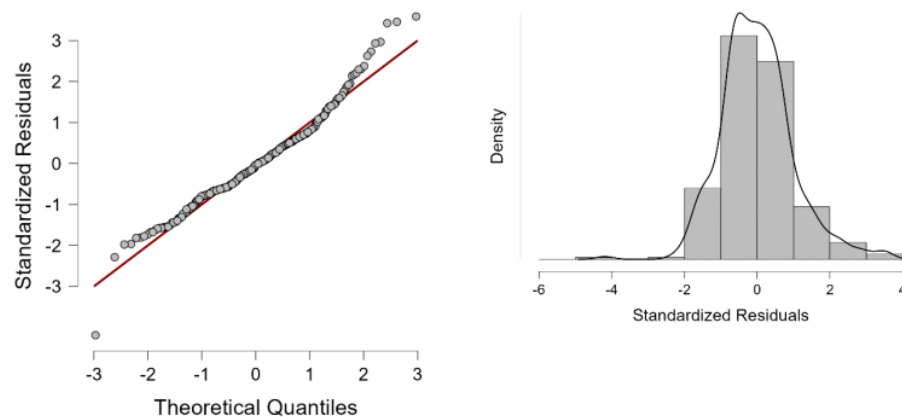 Standardized Residuals
3
2
1
0
-1
-2
-3
-3 -2 -1 0 1 2 3
Theoretical Quantiles
Density
-6 -4 -2 0 2 4
Standardized Residuals